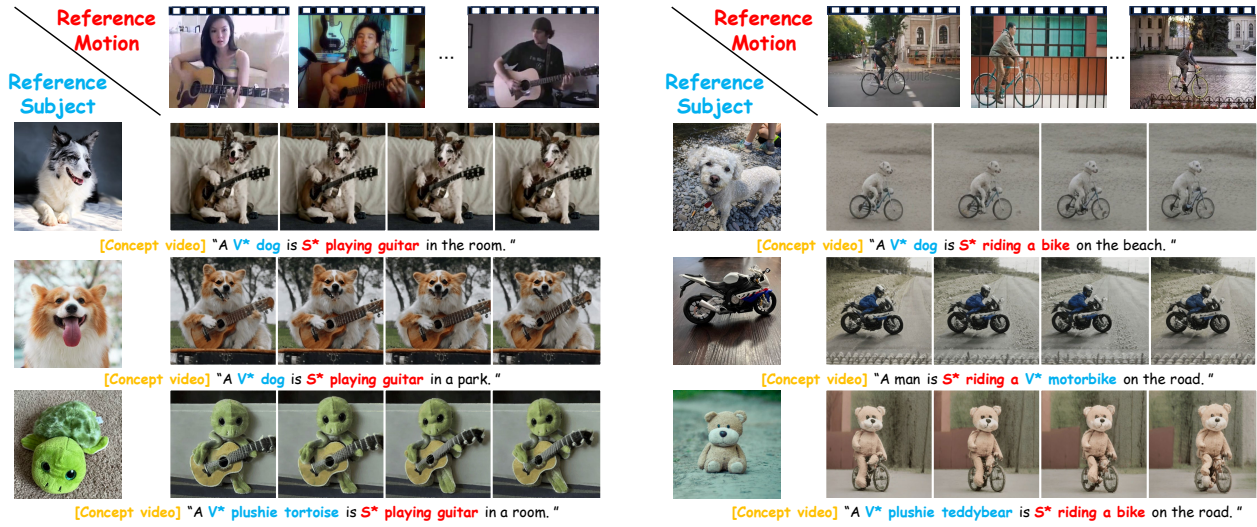 Reference
Motion
Reference
Subject
...
[Concept video] “A V* dog is S* playing guitar in the room. ”
[Concept video] “A V* dog is S* playing guitar in a park. ”
[Concept video] “A V* plushie tortoise is S* playing guitar in a room. ”
Reference
Motion
Reference
Subject
...
[Concept video] “A V* dog is S* riding a bike on the beach. ”
[Concept video] “A man is S* riding a V* motorbike on the road. ”
[Concept video] “A V* plushie teddybear is S* riding a bike on the road. ”